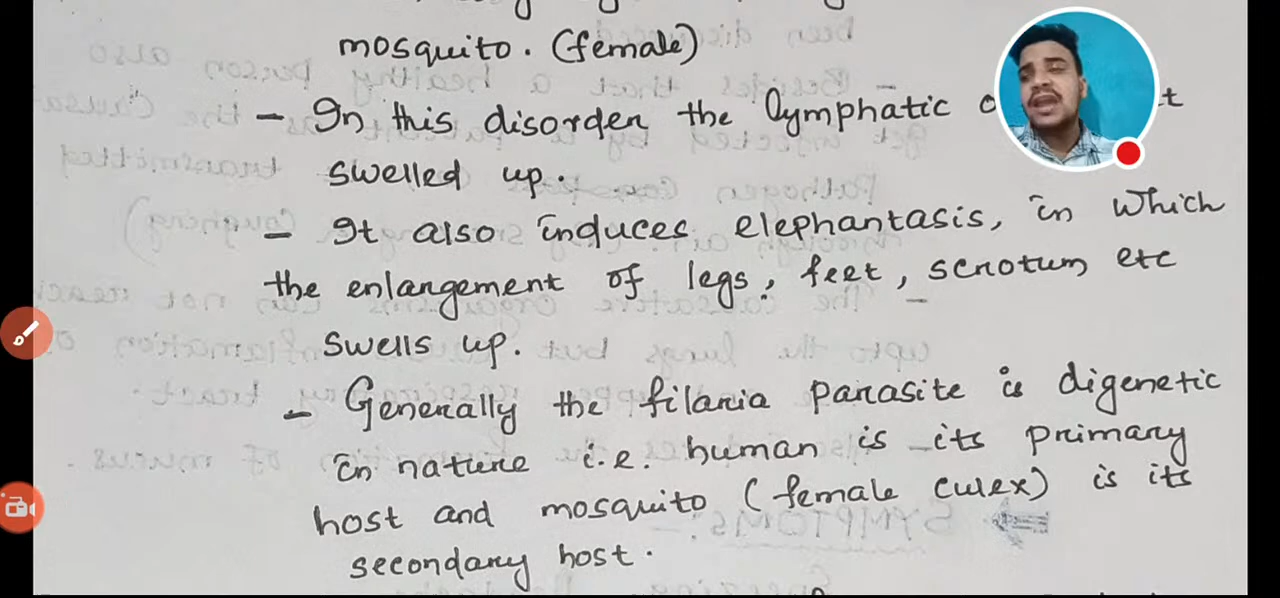 mosquito. (female)
- In this disorder the lymphatic
swelled up.
- It also induces elephantasis, in which
the enlargement of legs, feet, scrotum etc
swells up.
- Generally the filaria parasite is digenetic
in nature i.e. human is its primary
host and mosquito (female culex) is its
secondary host.